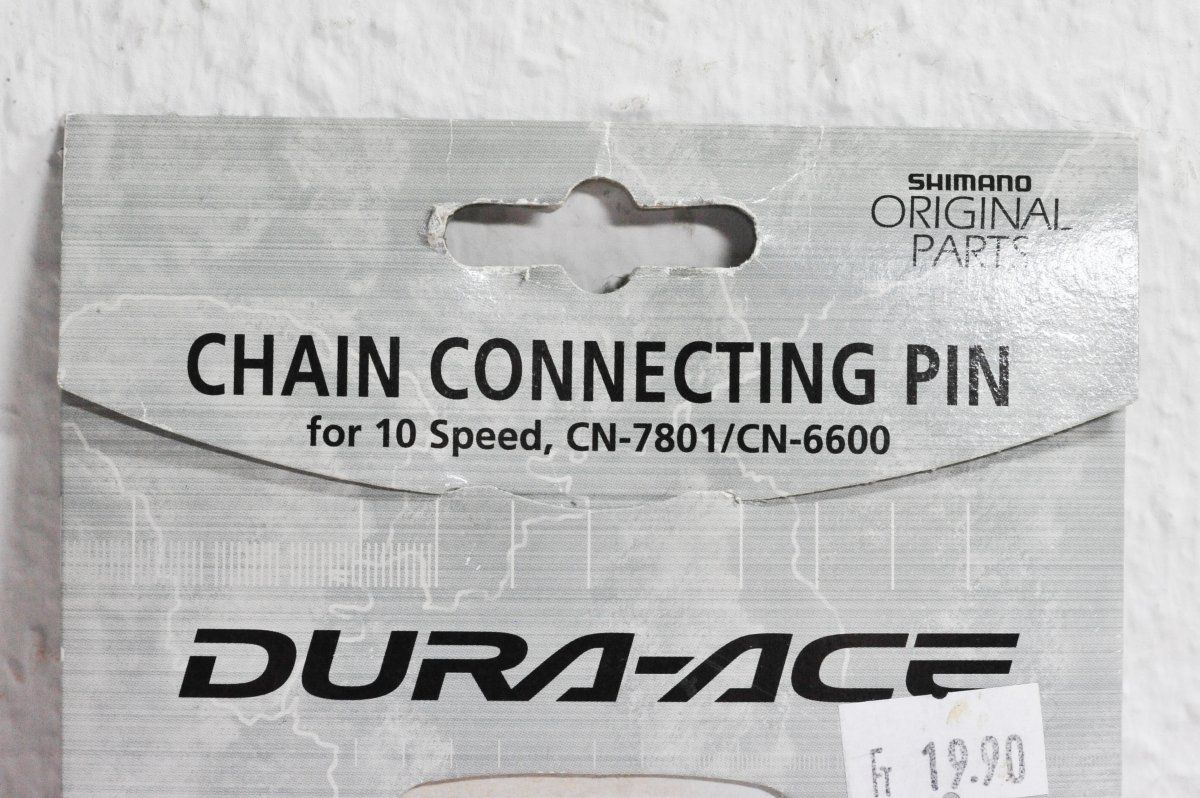 SHIMANO
ORIGINAL
PARTS
CHAIN CONNECTING PIN
for 10 Speed, CN-7801/CN-6600
DURA-ACE
Fr 19.90